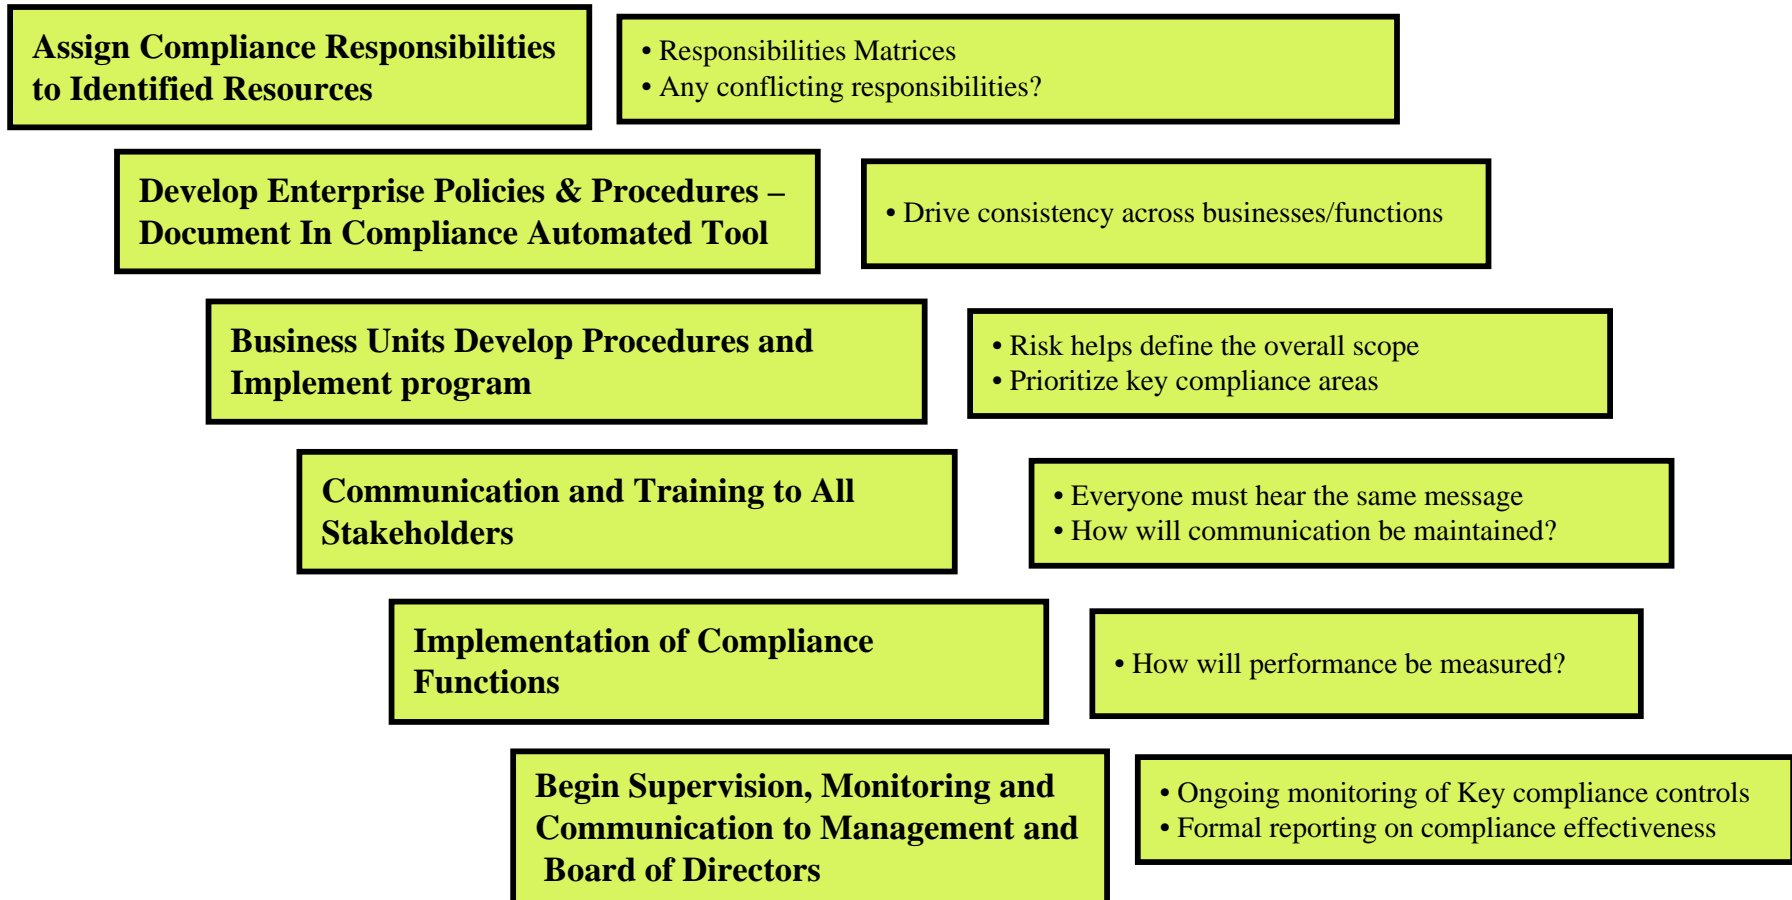 Assign Compliance Responsibilities
to Identified Resources
• Responsibilities Matrices
• Any conflicting responsibilities?
Develop Enterprise Policies & Procedures –
Document In Compliance Automated Tool
• Drive consistency across businesses/functions
Business Units Develop Procedures and
Implement program
• Risk helps define the overall scope
• Prioritize key compliance areas
Communication and Training to All
Stakeholders
• Everyone must hear the same message
• How will communication be maintained?
Implementation of Compliance
Functions
• How will performance be measured?
Begin Supervision, Monitoring and
Communication to Management and
Board of Directors
• Ongoing monitoring of Key compliance controls
• Formal reporting on compliance effectiveness